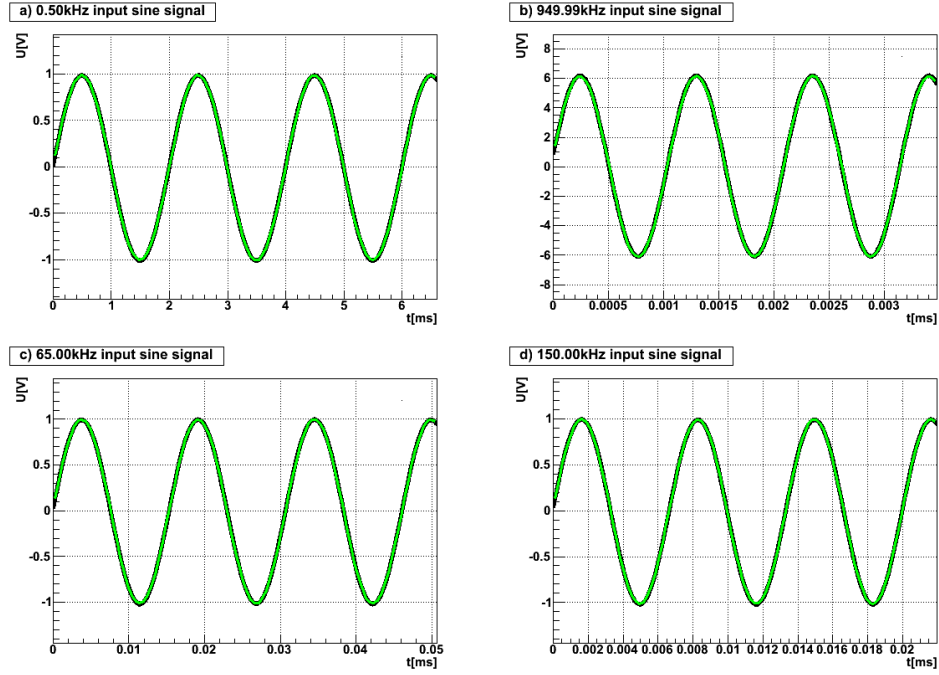 a) 0.50kHz input sine signal
U[V]
1
0.5
0
-0.5
-1
0 1 2 3 4 5 6
t[ms]
b) 949.99kHz input sine signal
U[V]
8
6
4
2
0
-2
-4
-6
-8
0 0.0005 0.001 0.0015 0.002 0.0025 0.003
t[ms]
c) 65.00kHz input sine signal
U[V]
1
0.5
0
-0.5
-1
0 0.01 0.02 0.03 0.04 0.05
t[ms]
d) 150.00kHz input sine signal
U[V]
1
0.5
0
-0.5
-1
0 0.002 0.004 0.006 0.008 0.01 0.012 0.014 0.016 0.018 0.02
t[ms]